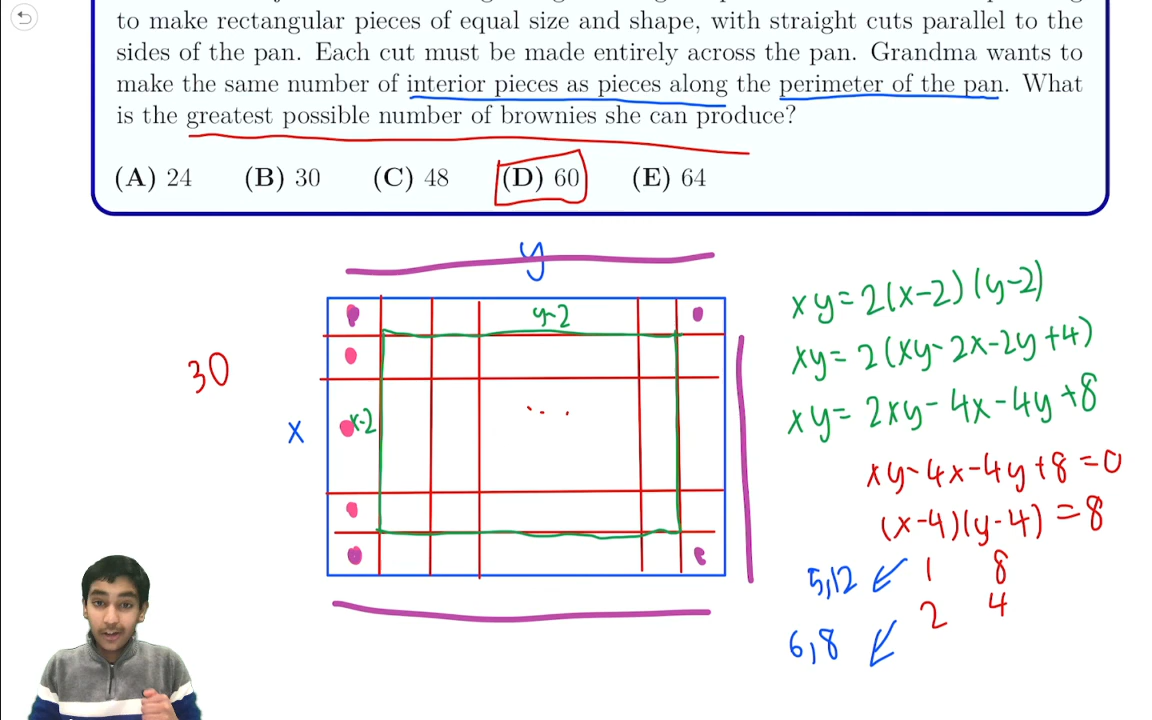 to make rectangular pieces of equal size and shape, with straight cuts parallel to the
sides of the pan. Each cut must be made entirely across the pan. Grandma wants to
make the same number of interior pieces as pieces along the perimeter of the pan. What
is the greatest possible number of brownies she can produce?
(A) 24 (B) 30 (C) 48 (D) 60 (E) 64
y
y-2
30
x-2
x
...
xy=2(x-2)(y-2)
xy=2(xy-2x-2y+4)
xy=2xy-4x-4y+8
xy-4x-4y+8=0
(x-4)(y-4)=8
5,12 ← 1 8
6,8 ← 2 4